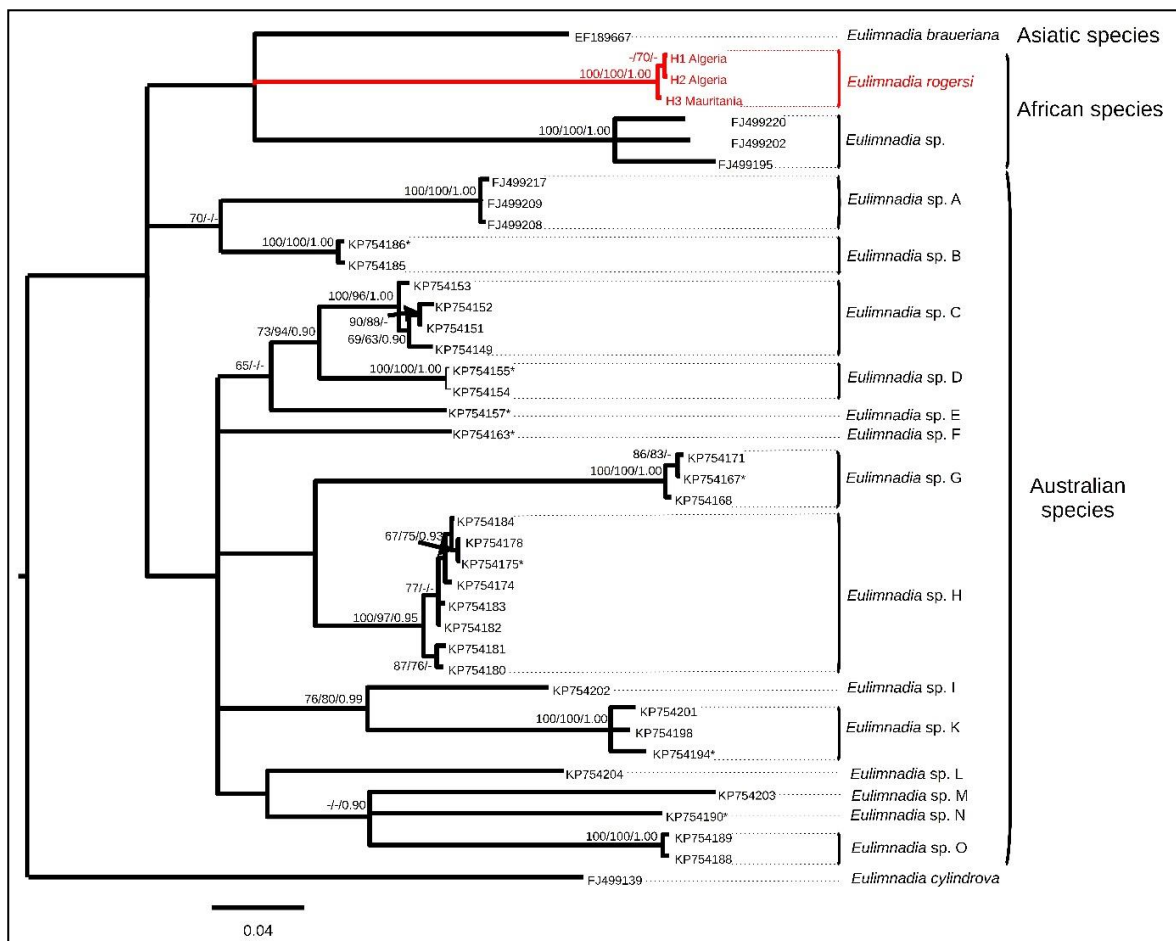 EF189667 Eulimnadia braueriana Asiatic species
-/70/- H1 Algeria
100/100/1.00 H2 Algeria Eulimnadia rogersi
H3 Mauritania
African species
FJ499220
100/100/1.00 FJ499202 Eulimnadia sp.
FJ499195
FJ499217
100/100/1.00 FJ499209 Eulimnadia sp. A
FJ499208
70/-/-
100/100/1.00 KP754186* Eulimnadia sp. B
KP754185
KP754153
100/96/1.00 KP754152 Eulimnadia sp. C
90/88/- KP754151
69/63/0.90 KP754149
73/94/0.90
100/100/1.00 KP754155* Eulimnadia sp. D
KP754154
65/-/-
KP754157* Eulimnadia sp. E
KP754163* Eulimnadia sp. F
86/83/- KP754171
100/100/1.00 KP754167* Eulimnadia sp. G
KP754168
Australian
species
KP754184
67/75/0.93 KP754178
KP754175*
KP754174
77/-/- KP754183 Eulimnadia sp. H
100/97/0.95 KP754182
KP754181
87/76/- KP754180
76/80/0.99 KP754202 Eulimnadia sp. I
KP754201
100/100/1.00 KP754198 Eulimnadia sp. K
KP754194*
KP754204 Eulimnadia sp. L
-/-/0.90 KP754203 Eulimnadia sp. M
KP754190* Eulimnadia sp. N
100/100/1.00 KP754189 Eulimnadia sp. O
KP754188
FJ499139 Eulimnadia cylindrova
0.04